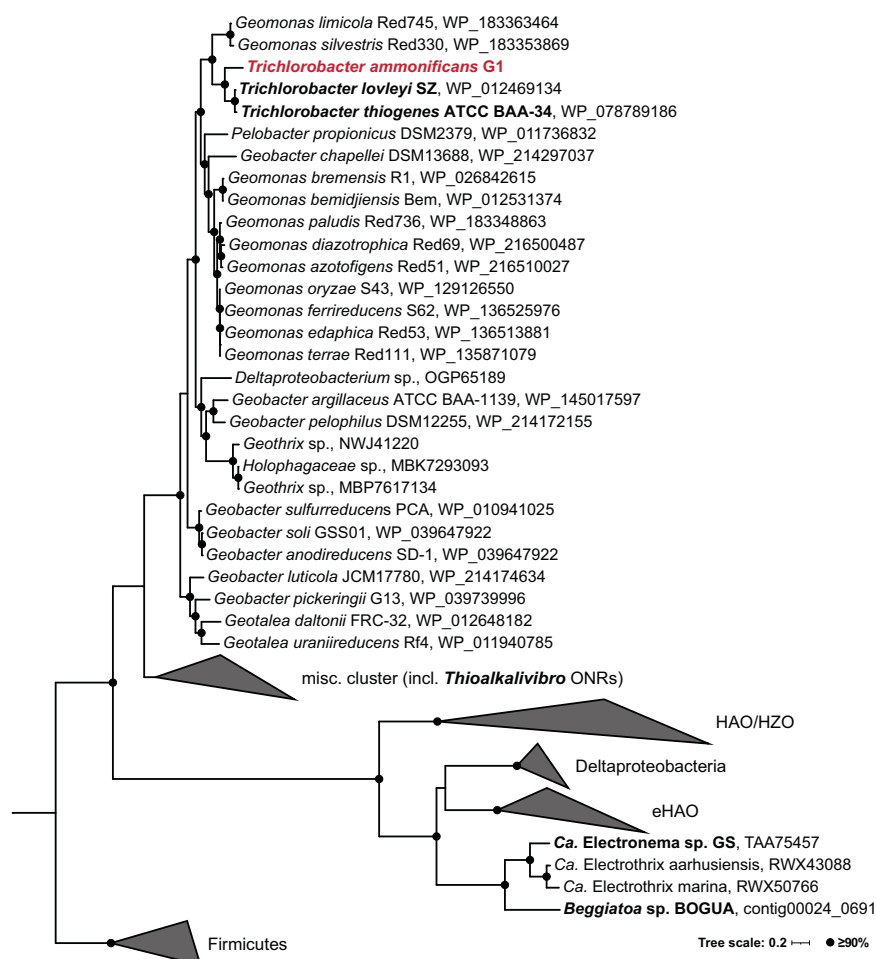 Geomonas limicola Red745, WP_183363464
Geomonas silvestris Red330, WP_183353869
Trichlorobacter ammonificans G1
Trichlorobacter lovleyi SZ, WP_012469134
Trichlorobacter thiogenes ATCC BAA-34, WP_078789186
Pelobacter propionicus DSM2379, WP_011736832
Geobacter chapellei DSM13688, WP_214297037
Geomonas bremensis R1, WP_026842615
Geomonas bemidjiensis Bem, WP_012531374
Geomonas paludis Red736, WP_183348863
Geomonas diazotrophica Red69, WP_216500487
Geomonas azotofigens Red51, WP_216510027
Geomonas oryzae S43, WP_129126550
Geomonas ferrireducens S62, WP_136525976
Geomonas edaphica Red53, WP_136513881
Geomonas terrae Red111, WP_135871079
Deltaproteobacterium sp., OGP65189
Geobacter argillaceus ATCC BAA-1139, WP_145017597
Geobacter pelophilus DSM12255, WP_214172155
Geothrix sp., NWJ41220
Holophagaceae sp., MBK7293093
Geothrix sp., MBP7617134
Geobacter sulfurreducens PCA, WP_010941025
Geobacter soli GSS01, WP_039647922
Geobacter anodireducens SD-1, WP_039647922
Geobacter luticola JCM17780, WP_214174634
Geobacter pickeringii G13, WP_039739996
Geotalea daltonii FRC-32, WP_012648182
Geotalea uraniireducens Rf4, WP_011940785
misc. cluster (incl. Thioalkalivibro ONRs)
HAO/HZO
Deltaproteobacteria
eHAO
Ca. Electronema sp. GS, TAA75457
Ca. Electrothrix aarhusiensis, RWX43088
Ca. Electrothrix marina, RWX50766
Beggiatoa sp. BOGUA, contig00024_0691
Firmicutes
Tree scale: 0.2 ≥90%